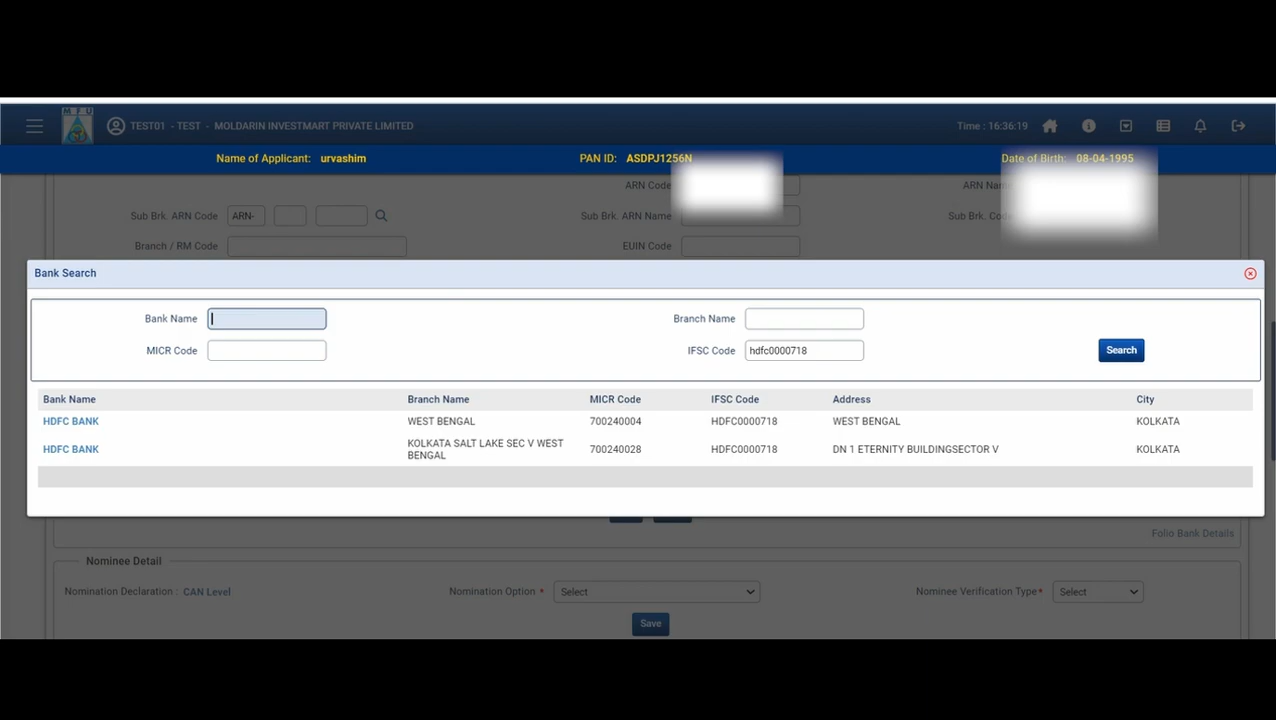 M F U
TEST01 - TEST - MOLDARIN INVESTMART PRIVATE LIMITED Time : 16:36:19
Name of Applicant: urvashim PAN ID: ASDPJ1256N Date of Birth: 08-04-1995
ARN Code ARN Name
Sub Brk. ARN Code ARN- Sub Brk. ARN Name Sub Brk. Code
Branch / RM Code EUIN Code
Bank Search
Bank Name Branch Name
MICR Code IFSC Code hdfc0000718 Search
Bank Name Branch Name MICR Code IFSC Code Address City
HDFC BANK WEST BENGAL 700240004 HDFC0000718 WEST BENGAL KOLKATA
HDFC BANK KOLKATA SALT LAKE SEC V WEST 700240028 HDFC0000718 DN 1 ETERNITY BUILDINGSECTOR V KOLKATA
BENGAL
Folio Bank Details
Nominee Detail
Nomination Declaration : CAN Level Nomination Option * Select Nominee Verification Type* Select
Save